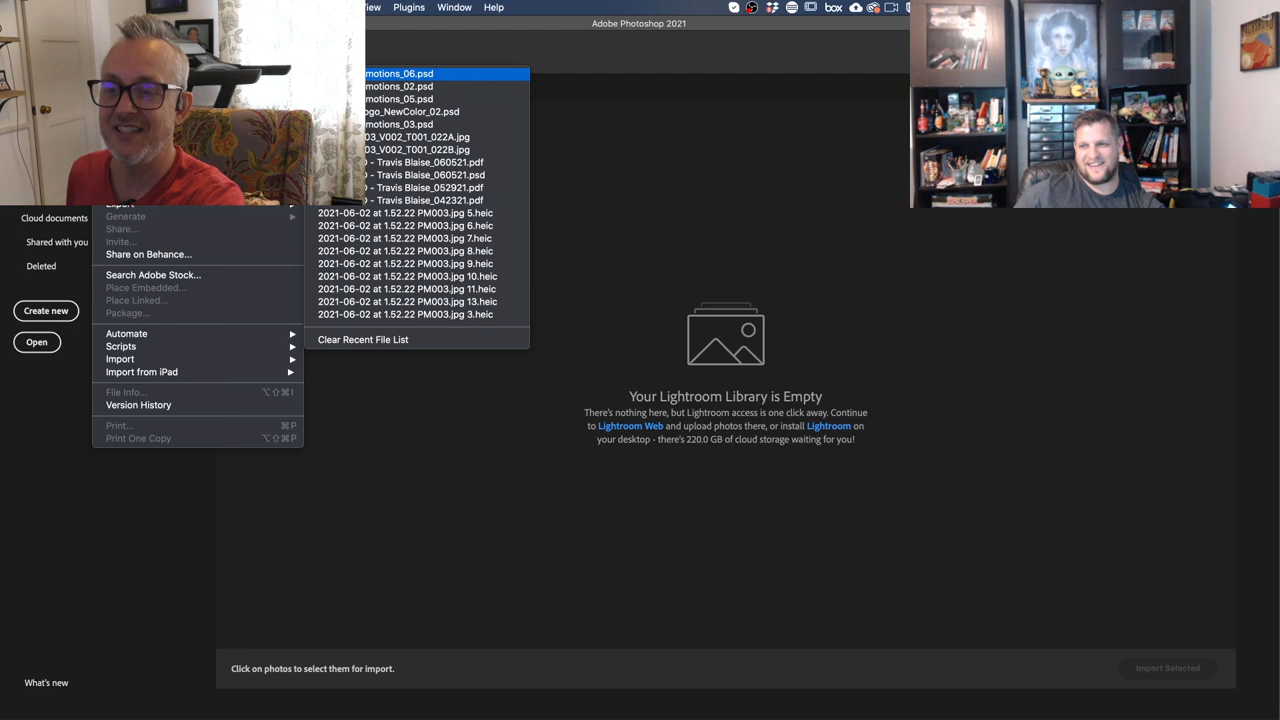 View Plugins Window Help
box
Adobe Photoshop 2021
motions_06.psd
motions_02.psd
motions_05.psd
ogo_NewColor_02.psd
motions_03.psd
03_V002_T001_022A.jpg
03_V002_T001_022B.jpg
- Travis Blaise_060521.pdf
- Travis Blaise_060521.psd
- Travis Blaise_052921.pdf
- Travis Blaise_042321.pdf
2021-06-02 at 1.52.22 PM003.jpg 5.heic
2021-06-02 at 1.52.22 PM003.jpg 6.heic
2021-06-02 at 1.52.22 PM003.jpg 7.heic
2021-06-02 at 1.52.22 PM003.jpg 8.heic
2021-06-02 at 1.52.22 PM003.jpg 9.heic
2021-06-02 at 1.52.22 PM003.jpg 10.heic
2021-06-02 at 1.52.22 PM003.jpg 11.heic
2021-06-02 at 1.52.22 PM003.jpg 13.heic
2021-06-02 at 1.52.22 PM003.jpg 3.heic
Clear Recent File List
Export
Generate
Share...
Invite...
Share on Behance...
Search Adobe Stock...
Place Embedded...
Place Linked...
Package...
Automate
Scripts
Import
Import from iPad
File Info... ⌥⇧⌘I
Version History
Print... ⌘P
Print One Copy ⌥⇧⌘P
Cloud documents
Shared with you
Deleted
Create new
Open
What's new
Your Lightroom Library is Empty
There's nothing here, but Lightroom access is one click away. Continue
to Lightroom Web and upload photos there, or install Lightroom on
your desktop - there's 220.0 GB of cloud storage waiting for you!
Click on photos to select them for import.
Import Selected